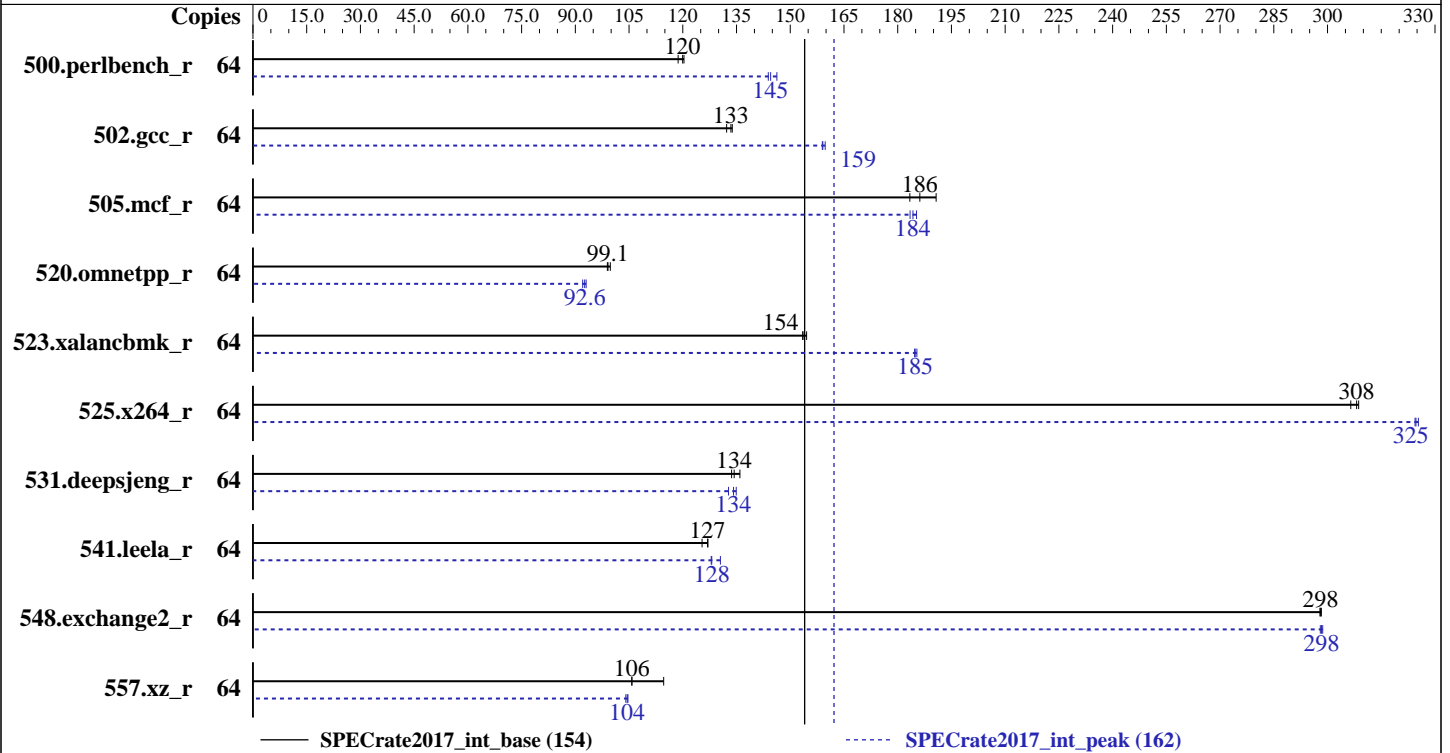 Copies 0 15.0 30.0 45.0 60.0 75.0 90.0 105 120 135 150 165 180 195 210 225 240 255 270 285 300 330
500.perlbench_r 64 120
145
502.gcc_r 64 133
159
505.mcf_r 64 186
184
520.omnetpp_r 64 99.1
92.6
523.xalancbmk_r 64 154
185
525.x264_r 64 308
325
531.deepsjeng_r 64 134
134
541.leela_r 64 127
128
548.exchange2_r 64 298
298
557.xz_r 64 106
104
SPECrate2017_int_base (154) SPECrate2017_int_peak (162)